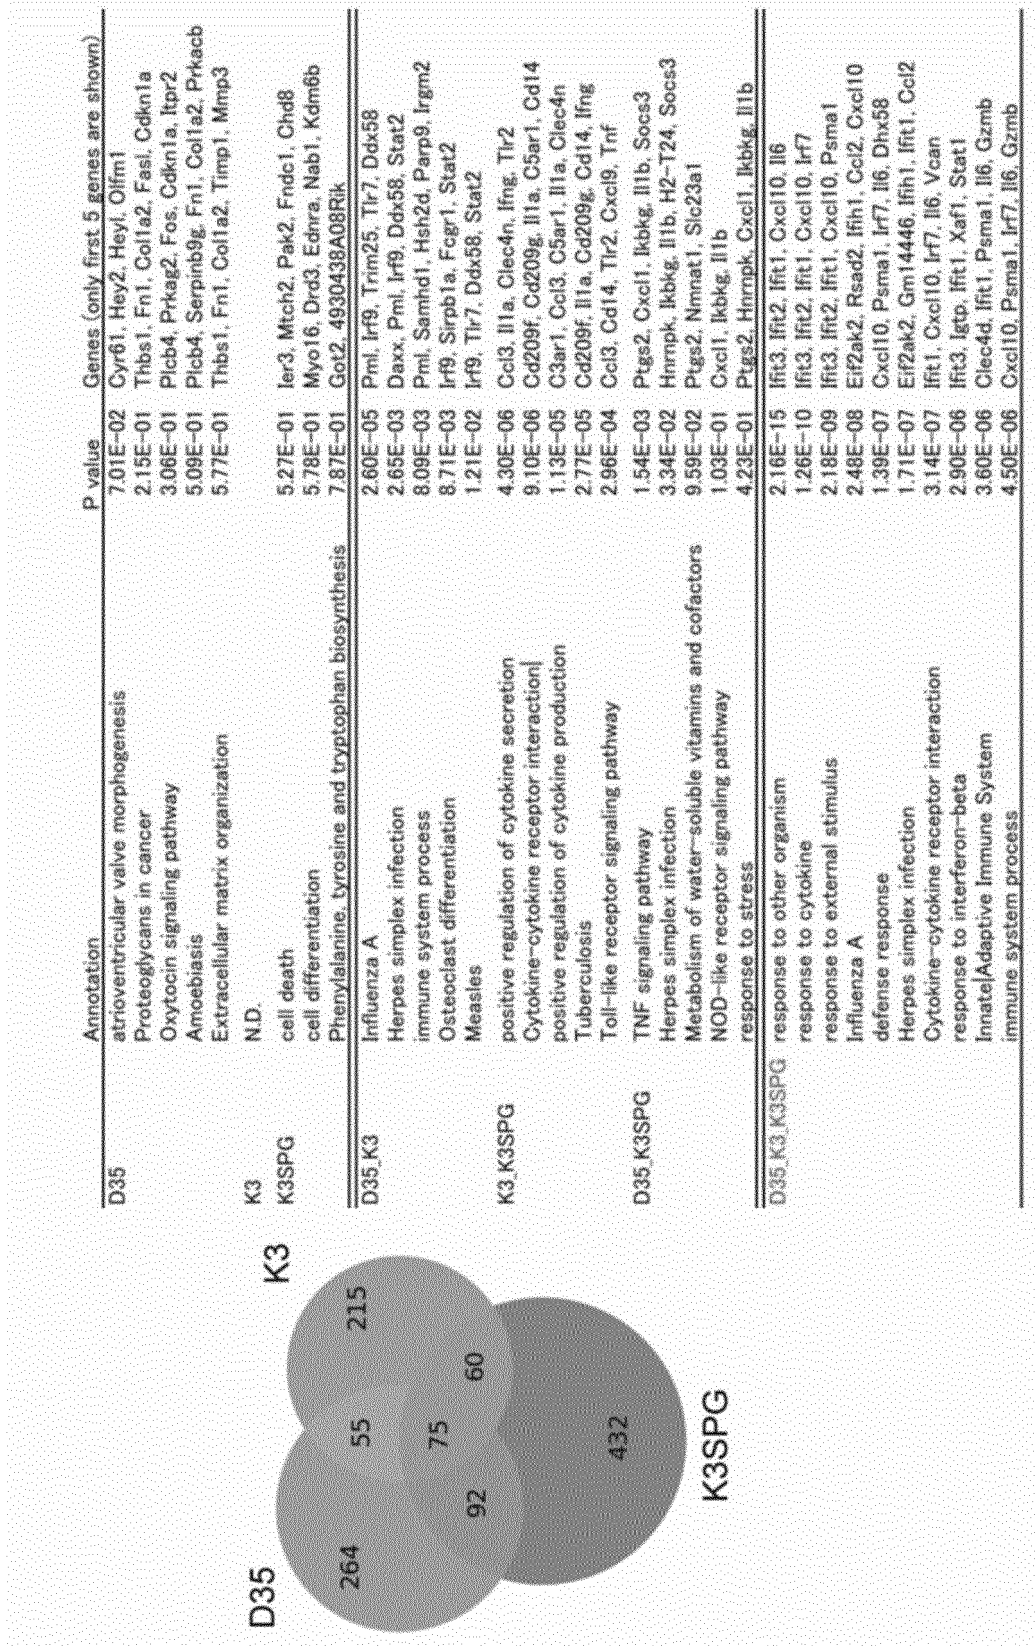 D35
K3
264
55
215
92
75
60
432
K3SPG
Annotation P value Genes (only first 5 genes are shown)
D35 atrioventricular valve morphogenesis 7.01E-02 Cyr61, Hey2, Heyl, Olfm1
Proteoglycans in cancer 2.15E-01 Thbs1, Fn1, Col1a2, Fasl, Cdkn1a
Oxytocin signaling pathway 3.06E-01 Plcb4, Prkag2, Fos, Cdkn1a, Itpr2
Amoebiasis 5.09E-01 Plcb4, Serpinb9g, Fn1, Col1a2, Prkacb
Extracellular matrix organization 5.77E-01 Thbs1, Fn1, Col1a2, Timp1, Mmp3
K3 N.D.
K3SPG cell death 5.27E-01 Ier3, Mtch2, Pak2, Fndc1, Chd8
cell differentiation 5.78E-01 Myo16, Drd3, Ednra, Nab1, Kdm6b
Phenylalanine, tyrosine and tryptophan biosynthesis 7.87E-01 Got2, 4930438A08Rik
D35_K3 Influenza A 2.60E-05 Pml, Irf9, Trim25, Tlr7, Ddx58
Herpes simplex infection 2.65E-03 Daxx, Pml, Irf9, Ddx58, Stat2
immune system process 8.09E-03 Pml, Samhd1, Hsh2d, Parp9, Irgm2
Osteoclast differentiation 8.71E-03 Irf9, Sirpb1a, Fcgr1, Stat2
Measles 1.21E-02 Irf9, Tlr7, Ddx58, Stat2
K3_K3SPG positive regulation of cytokine secretion 4.30E-06 Ccl3, Il1a, Clec4n, Ifng, Tlr2
Cytokine-cytokine receptor interaction| 9.10E-06 Cd209f, Cd209g, Il1a, C5ar1, Cd14
positive regulation of cytokine production 1.13E-05 C3ar1, Ccl3, C5ar1, Il1a, Clec4n
Tuberculosis 2.77E-05 Cd209f, Il1a, Cd209g, Cd14, Ifng
Toll-like receptor signaling pathway 2.96E-04 Ccl3, Cd14, Tlr2, Cxcl9, Tnf
D35_K3SPG TNF signaling pathway 1.54E-03 Ptgs2, Cxcl1, Ikbkg, Il1b, Socs3
Herpes simplex infection 3.34E-02 Hnrnpk, Ikbkg, Il1b, H2-T24, Socs3
Metabolism of water-soluble vitamins and cofactors 9.59E-02 Ptgs2, Nmnat1, Slc23a1
NOD-like receptor signaling pathway 1.03E-01 Cxcl1, Ikbkg, Il1b
response to stress 4.23E-01 Ptgs2, Hnrnpk, Cxcl1, Ikbkg, Il1b
D35_K3_K3SPG response to other organism 2.16E-15 Ifit3, Ifit2, Ifit1, Cxcl10, Il6
response to cytokine 1.26E-10 Ifit3, Ifit2, Ifit1, Cxcl10, Irf7
response to external stimulus 2.18E-09 Ifit3, Ifit2, Ifit1, Cxcl10, Psma1
Influenza A 2.48E-08 Eif2ak2, Rsad2, Ifih1, Ccl2, Cxcl10
defense response 1.39E-07 Cxcl10, Psma1, Irf7, Il6, Dhx58
Herpes simplex infection 1.71E-07 Eif2ak2, Gm14446, Ifih1, Ifit1, Ccl2
Cytokine-cytokine receptor interaction 3.14E-07 Ifit1, Cxcl10, Irf7, Il6, Vcan
response to interferon-beta 2.90E-06 Ifit3, Igtp, Ifit1, Xaf1, Stat1
Innate|Adaptive Immune System 3.60E-06 Clec4d, Ifit1, Psma1, Il6, Gzmb
immune system process 4.50E-06 Cxcl10, Psma1, Irf7, Il6, Gzmb